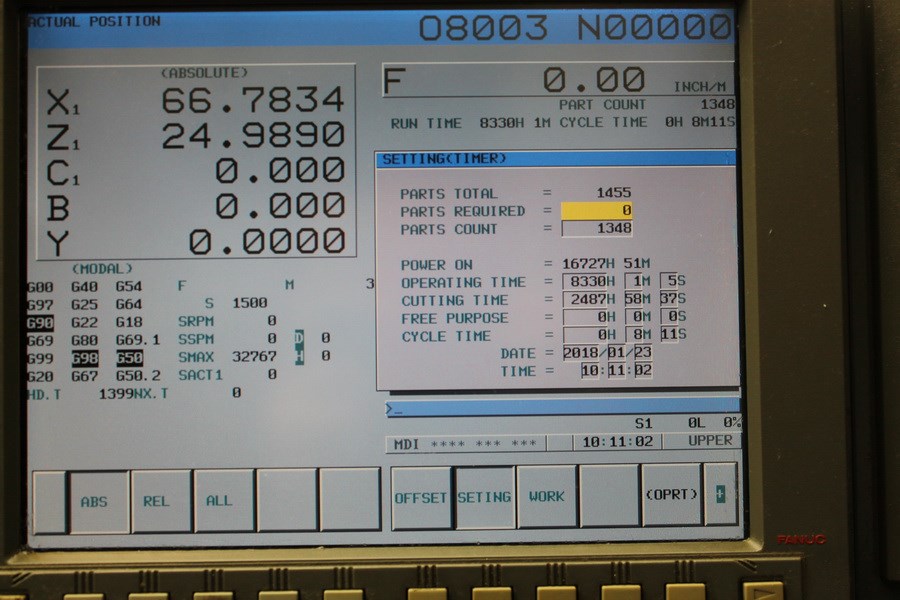 ACTUAL POSITION
O8003 N00000
(ABSOLUTE)
X1 66.7834
Z1 24.9890
C1 0.000
B 0.000
Y 0.0000
F 0.00 INCH/M
PART COUNT 1348
RUN TIME 8330H 1M CYCLE TIME 0H 8M11S
SETTING(TIMER)
PARTS TOTAL = 1455
PARTS REQUIRED = 0
PARTS COUNT = 1348
POWER ON = 16727H 51M
OPERATING TIME = 8330H 1M 5S
CUTTING TIME = 2487H 58M 37S
FREE PURPOSE = 0H 0M 0S
CYCLE TIME = 0H 8M 11S
DATE = 2018/01/23
TIME = 10:11:02
(MODAL)
G00 G40 G54 F M 3
G97 G25 G64 S 1500
G90 G22 G18 SRPM 0
G69 G80 G69.1 SSPM 0 D 0
G99 G98 G50 SMAX 32767 H 0
G20 G67 G50.2 SACT1 0
HD.T 1399NX.T 0
>_
S1 0L 0%
MDI **** *** *** 10:11:02 UPPER
ABS REL ALL
OFFSET SETING WORK (OPRT) +
FANUC